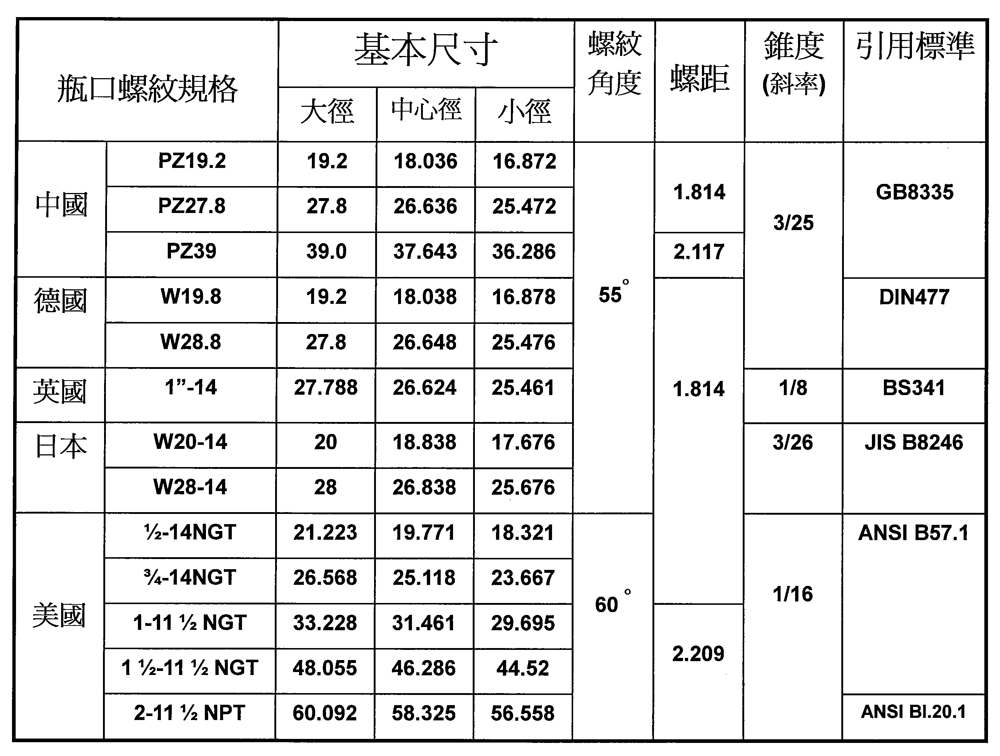 瓶口螺紋規格 基本尺寸 螺紋角度 螺距 錐度(斜率) 引用標準
大徑 中心徑 小徑
中國 PZ19.2 19.2 18.036 16.872 55° 1.814 3/25 GB8335
PZ27.8 27.8 26.636 25.472
PZ39 39.0 37.643 36.286 2.117
德國 W19.8 19.2 18.038 16.878 1.814 DIN477
W28.8 27.8 26.648 25.476
英國 1”-14 27.788 26.624 25.461 1/8 BS341
日本 W20-14 20 18.838 17.676 3/26 JIS B8246
W28-14 28 26.838 25.676
美國 ½-14NGT 21.223 19.771 18.321 60° 1/16 ANSI B57.1
¾-14NGT 26.568 25.118 23.667
1-11 ½ NGT 33.228 31.461 29.695 2.209
1 ½-11 ½ NGT 48.055 46.286 44.52
2-11 ½ NPT 60.092 58.325 56.558 ANSI BI.20.1